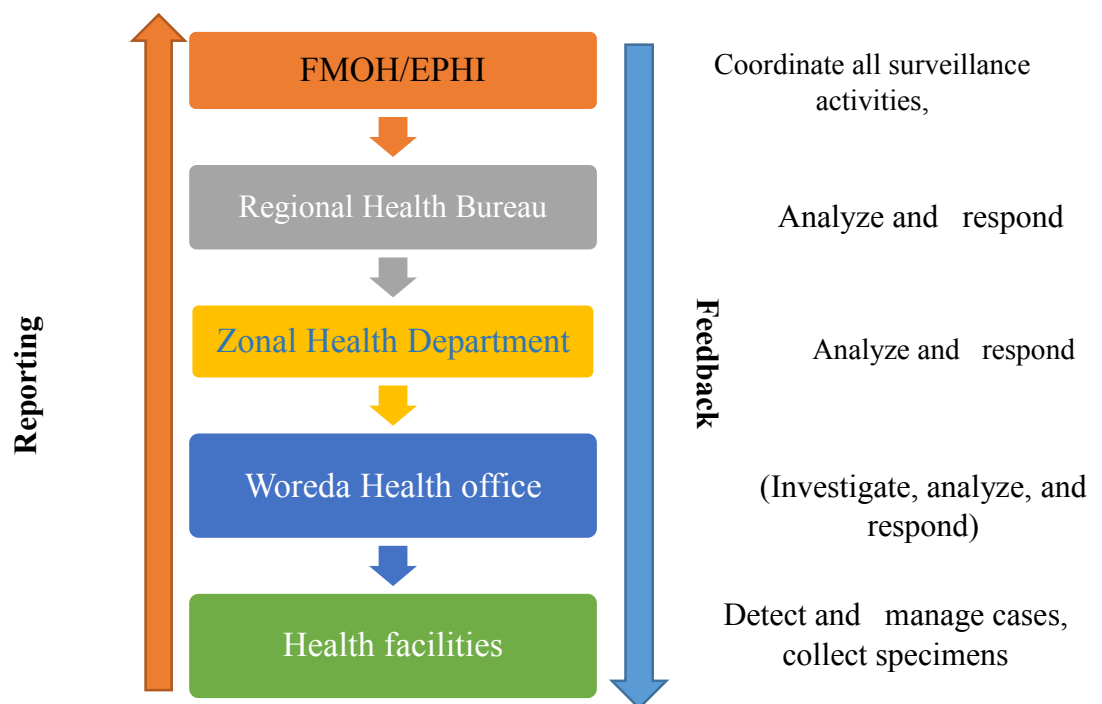 FMOH/EPHI
Coordinate all surveillance
activities,
Regional Health Bureau
Analyze and respond
Zonal Health Department
Analyze and respond
Woreda Health office
(Investigate, analyze, and
respond)
Health facilities
Detect and manage cases,
collect specimens
Reporting
Feedback